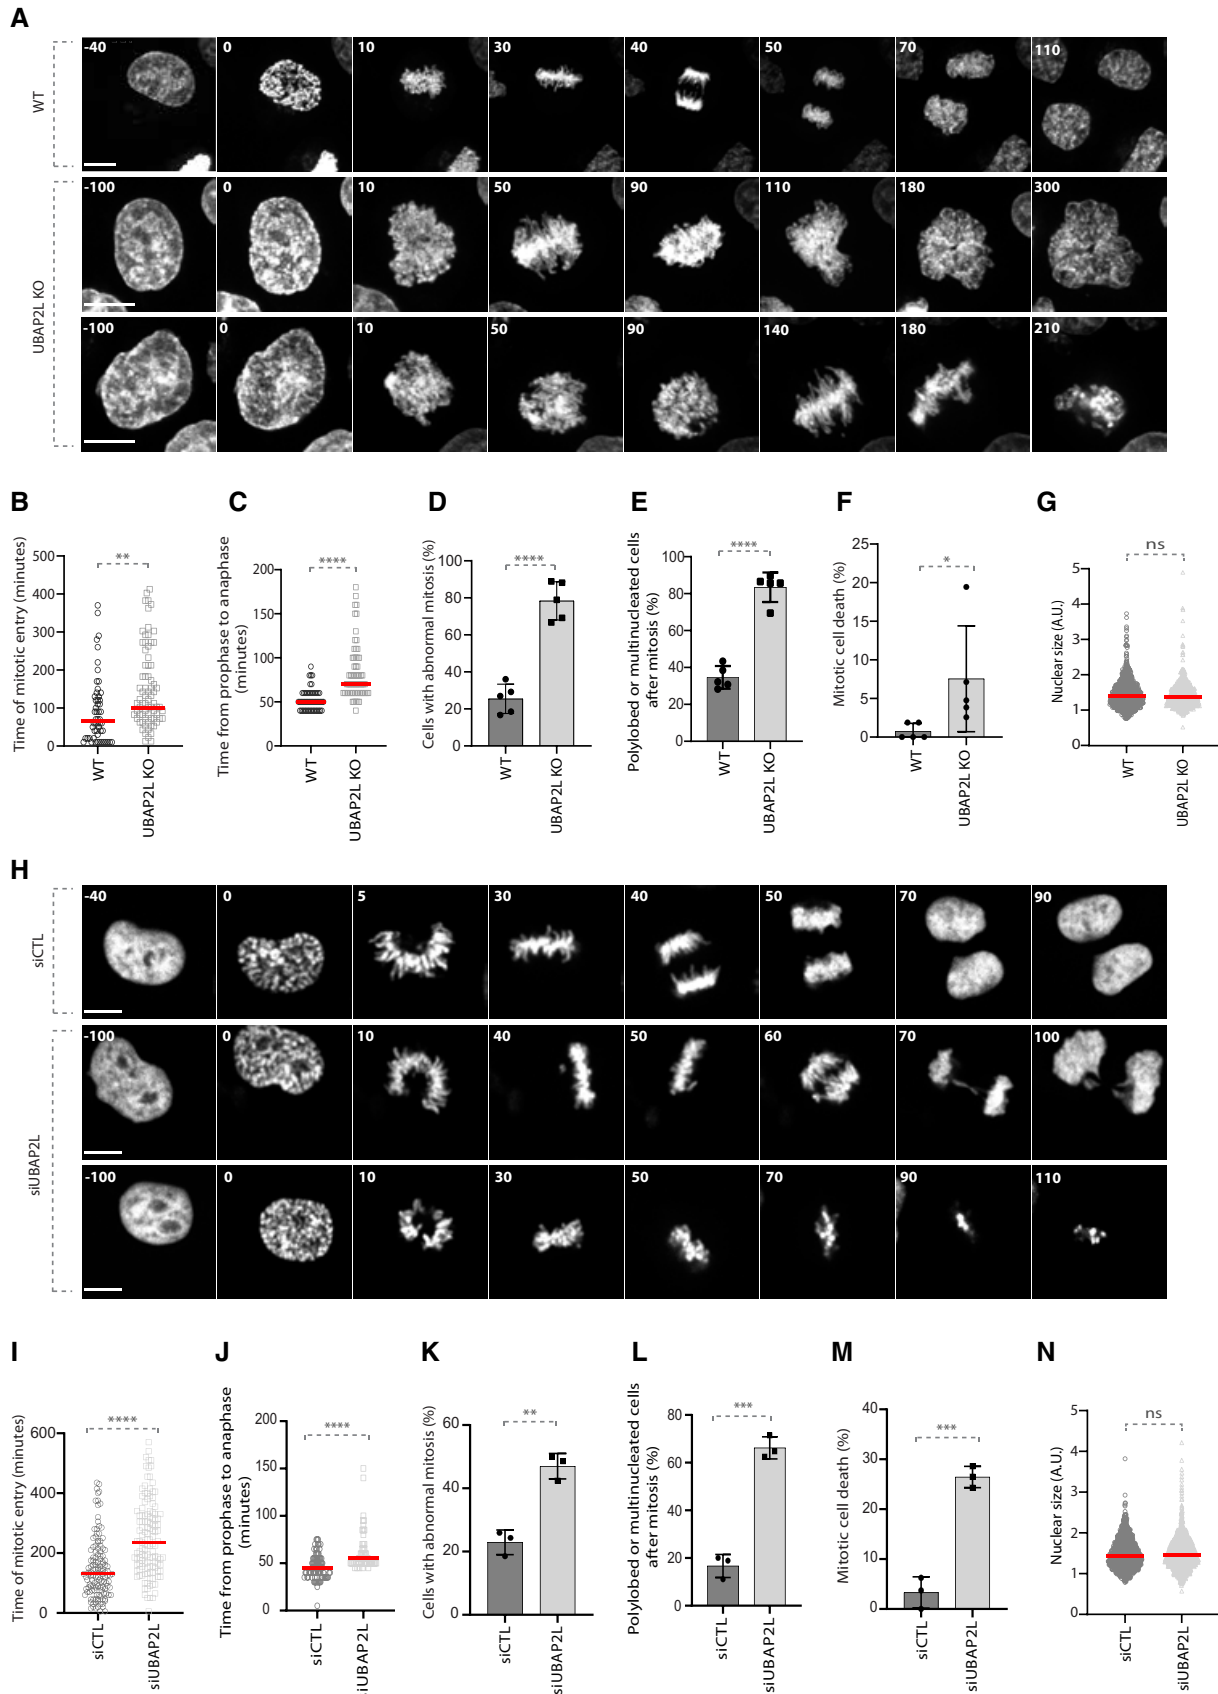 A
WT
-40 0 10 30 40 50 70 110
UBAP2L KO
-100 0 10 50 90 110 180 300
-100 0 10 50 90 140 180 210
B
Time of mitotic entry (minutes)
500
400
300
200
100
0
**
WT
UBAP2L KO
C
Time from prophase to anaphase
(minutes)
200
150
100
50
0
****
WT
UBAP2L KO
D
Cells with abnormal mitosis (%)
100
80
60
40
20
0
****
WT
UBAP2L KO
E
Polylobed or multinucleated cells
after mitosis (%)
100
80
60
40
20
0
****
WT
UBAP2L KO
F
Mitotic cell death (%)
25
20
15
10
5
0
*
WT
UBAP2L KO
G
Nuclear size (A.U.)
5
4
3
2
1
0
ns
WT
UBAP2L KO
H
siCTL
-40 0 5 30 40 50 70 90
siUBAP2L
-100 0 10 40 50 60 70 100
-100 0 10 30 50 70 90 110
I
Time of mitotic entry (minutes)
600
400
200
0
****
siCTL
siUBAP2L
J
Time from prophase to anaphase
(minutes)
200
150
100
50
0
****
siCTL
siUBAP2L
K
Cells with abnormal mitosis (%)
60
40
20
0
**
siCTL
siUBAP2L
L
Polylobed or multinucleated cells
after mitosis (%)
80
60
40
20
0
***
siCTL
siUBAP2L
M
Mitotic cell death (%)
40
30
20
10
0
***
siCTL
siUBAP2L
N
Nuclear size (A.U.)
5
4
3
2
1
0
ns
siCTL
siUBAP2L